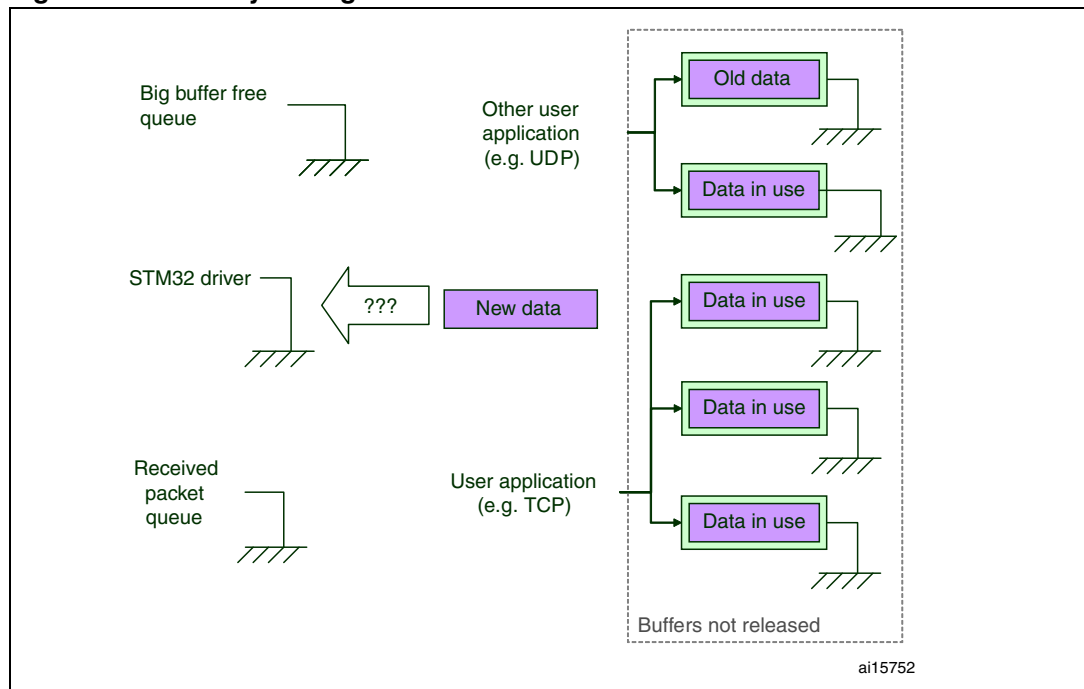 Big buffer free
queue
Other user
application
(e.g. UDP)
Old data
Data in use
STM32 driver
???
New data
Data in use
Data in use
Received
packet
queue
User application
(e.g. TCP)
Data in use
Buffers not released
ai15752